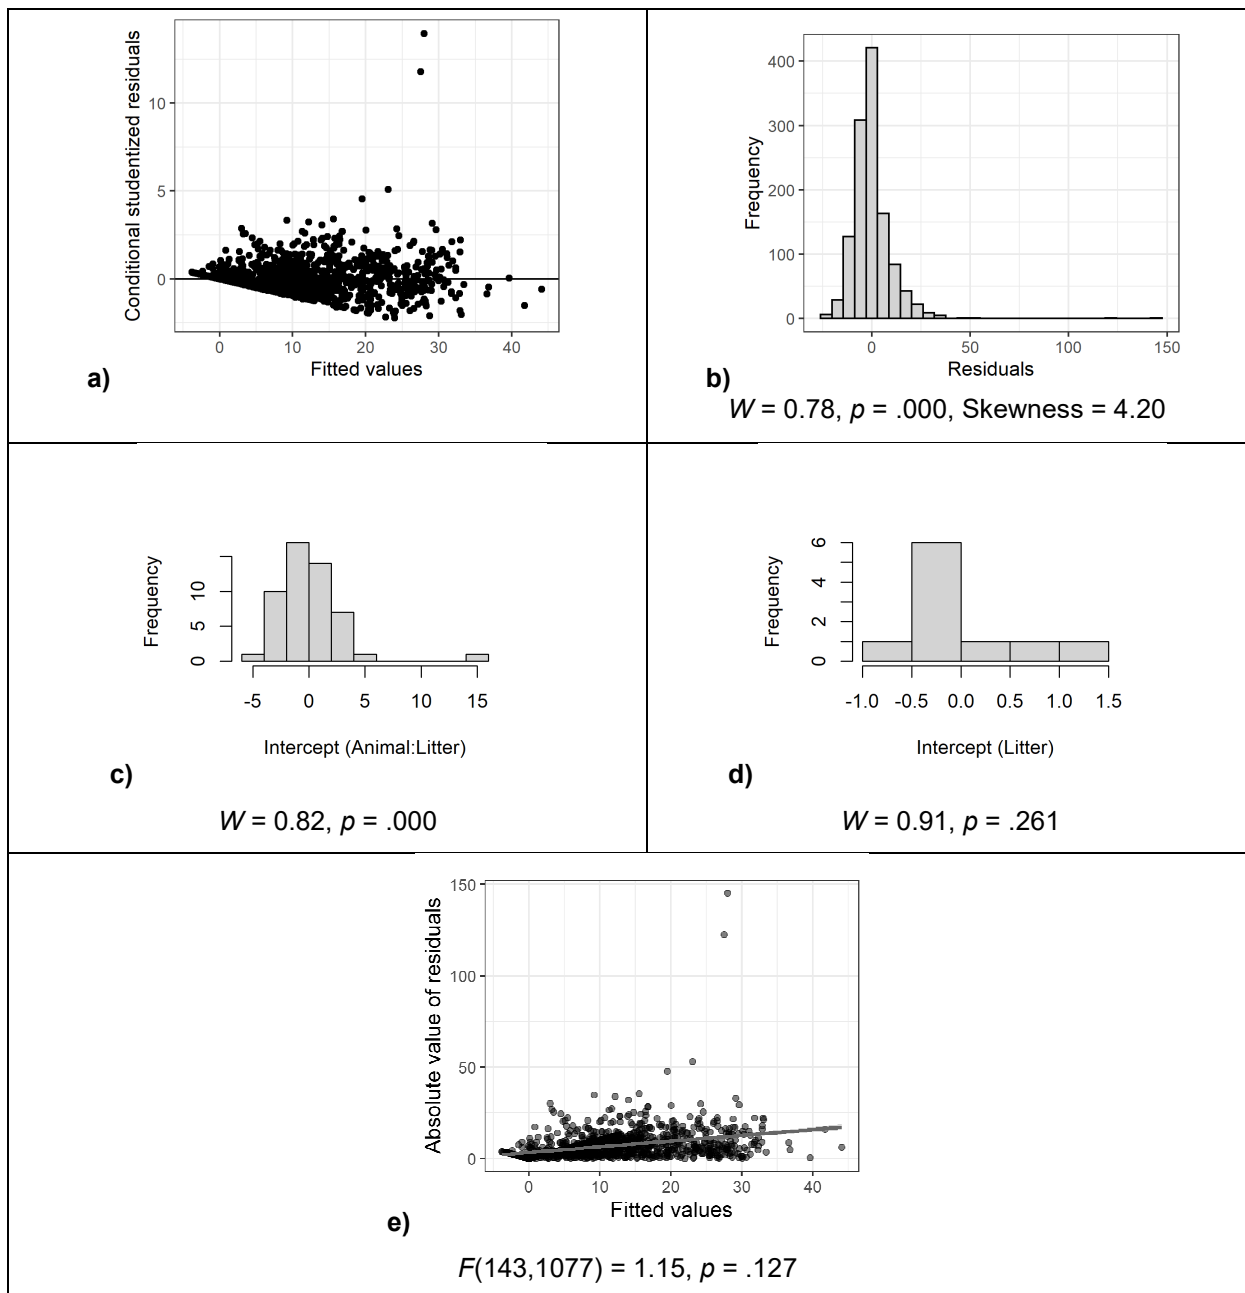 Conditional studentized residuals
10
5
0
0 10 20 30 40
Fitted values
a)
Frequency
400
300
200
100
0
0 50 100 150
Residuals
b)
W = 0.78, p = .000, Skewness = 4.20
Frequency
10
5
0
-5 0 5 10 15
Intercept (Animal:Litter)
c)
W = 0.82, p = .000
Frequency
6
4
2
0
-1.0 -0.5 0.0 0.5 1.0 1.5
Intercept (Litter)
d)
W = 0.91, p = .261
Absolute value of residuals
150
100
50
0
0 10 20 30 40
Fitted values
e)
F(143,1077) = 1.15, p = .127